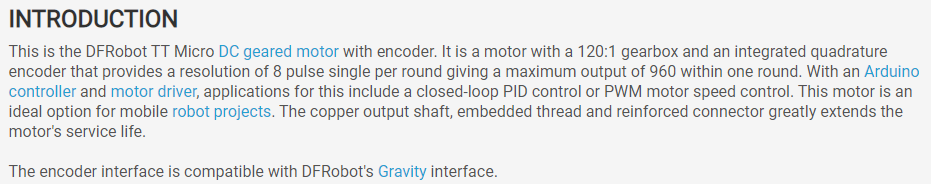 INTRODUCTION
This is the DFRobot TT Micro DC geared motor with encoder. It is a motor with a 120:1 gearbox and an integrated quadrature
encoder that provides a resolution of 8 pulse single per round giving a maximum output of 960 within one round. With an Arduino
controller and motor driver, applications for this include a closed-loop PID control or PWM motor speed control. This motor is an
ideal option for mobile robot projects. The copper output shaft, embedded thread and reinforced connector greatly extends the
motor's service life.
The encoder interface is compatible with DFRobot's Gravity interface.